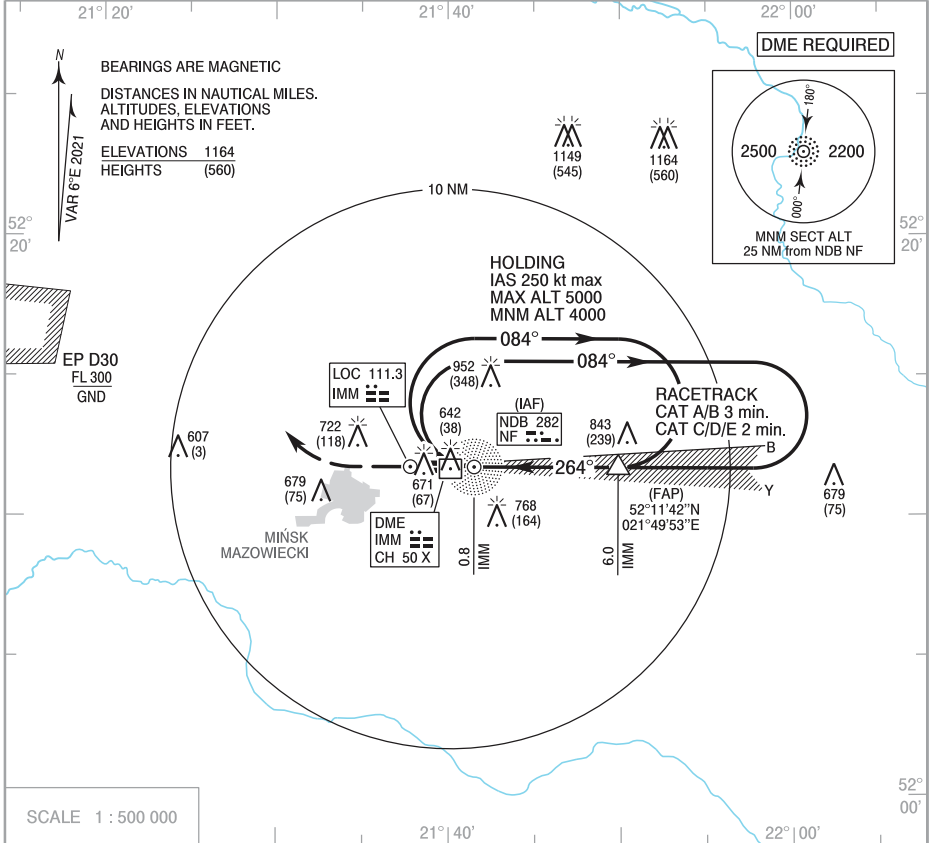 21°20’
21°40’
22°00’
DME REQUIRED
N
VAR 6°E 2021
BEARINGS ARE MAGNETIC
DISTANCES IN NAUTICAL MILES.
ALTITUDES, ELEVATIONS
AND HEIGHTS IN FEET.
ELEVATIONS 1164
HEIGHTS (560)
1149
(545)
1164
(560)
180°
2500
2200
000°
MNM SECT ALT
25 NM from NDB NF
10 NM
52°
20’
52°
20’
HOLDING
IAS 250 kt max
MAX ALT 5000
MNM ALT 4000
084°
084°
EP D30
FL 300
GND
LOC 111.3
IMM
952
(348)
RACETRACK
CAT A/B 3 min.
CAT C/D/E 2 min.
642
(38)
(IAF)
NDB 282
NF
722
(118)
843
(239)
607
(3)
B
264°
671
(67)
679
(75)
Y
679
(75)
(FAP)
52°11’42’’N
021°49’53’’E
768
(164)
MIŃSK
MAZOWIECKI
DME
IMM
CH 50 X
0.8
IMM
6.0
IMM
52°
00’
SCALE 1 : 500 000
21°40’
22°00’